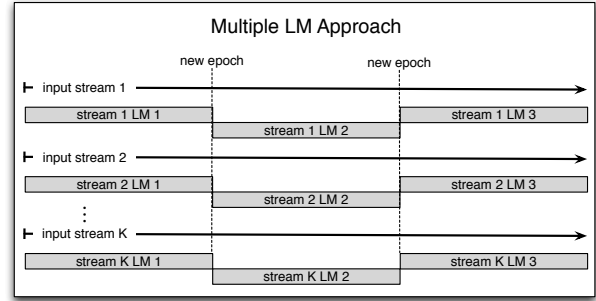 Multiple LM Approach
new epoch new epoch
input stream 1
stream 1 LM 1 stream 1 LM 2 stream 1 LM 3
input stream 2
stream 2 LM 1 stream 2 LM 2 stream 2 LM 3
⋮
input stream K
stream K LM 1 stream K LM 2 stream K LM 3